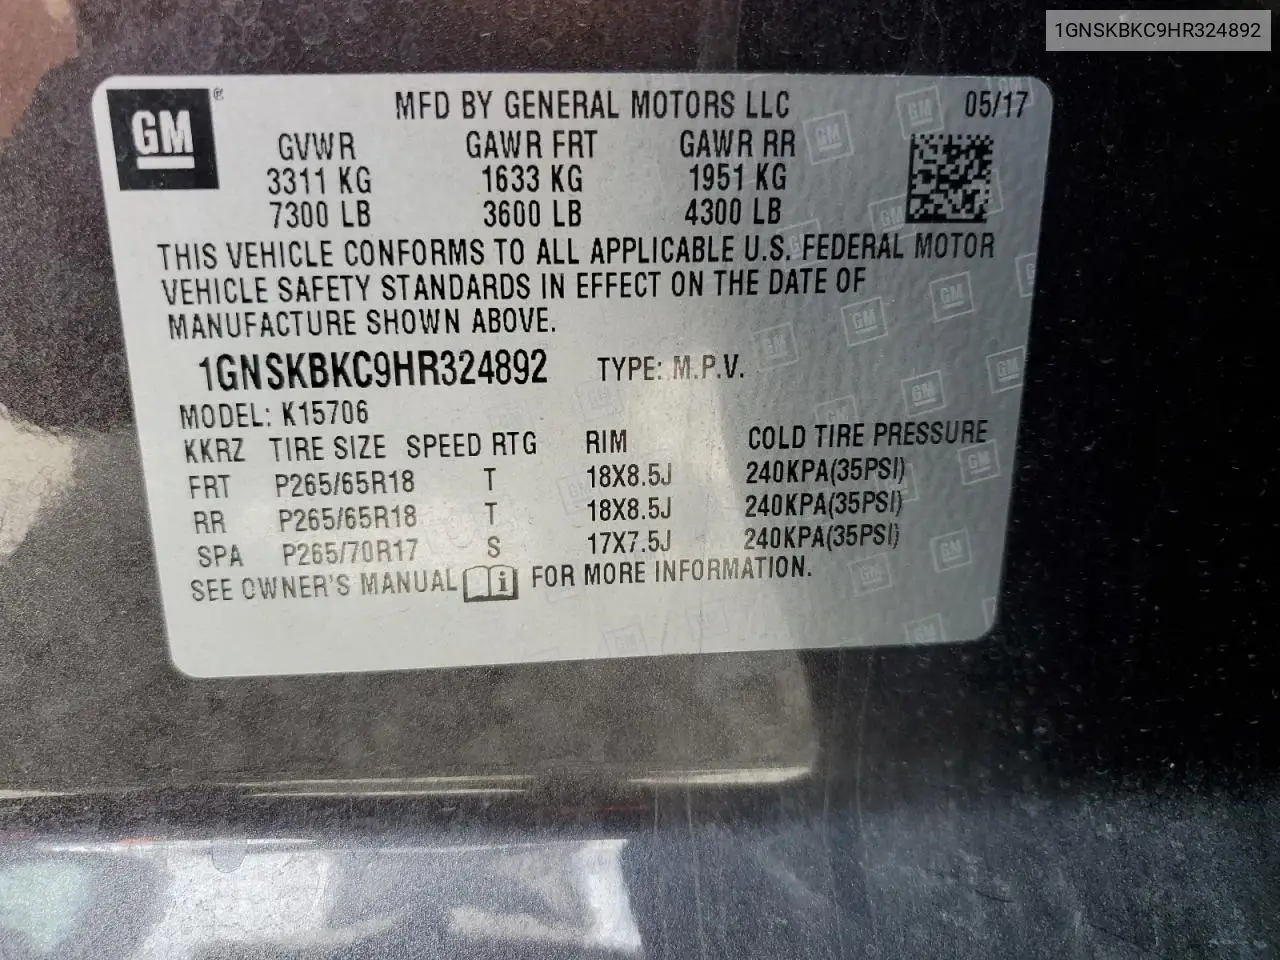 1GNSKBKC9HR324892
GM ® MFD BY GENERAL MOTORS LLC 05/17
GVWR GAWR FRT GAWR RR
3311 KG 1633 KG 1951 KG
7300 LB 3600 LB 4300 LB
THIS VEHICLE CONFORMS TO ALL APPLICABLE U.S. FEDERAL MOTOR
VEHICLE SAFETY STANDARDS IN EFFECT ON THE DATE OF
MANUFACTURE SHOWN ABOVE.
1GNSKBKC9HR324892 TYPE: M.P.V.
MODEL: K15706
KKRZ TIRE SIZE SPEED RTG RIM COLD TIRE PRESSURE
FRT P265/65R18 T 18X8.5J 240KPA(35PSI)
RR P265/65R18 T 18X8.5J 240KPA(35PSI)
SPA P265/70R17 S 17X7.5J 240KPA(35PSI)
SEE OWNER'S MANUAL i FOR MORE INFORMATION.